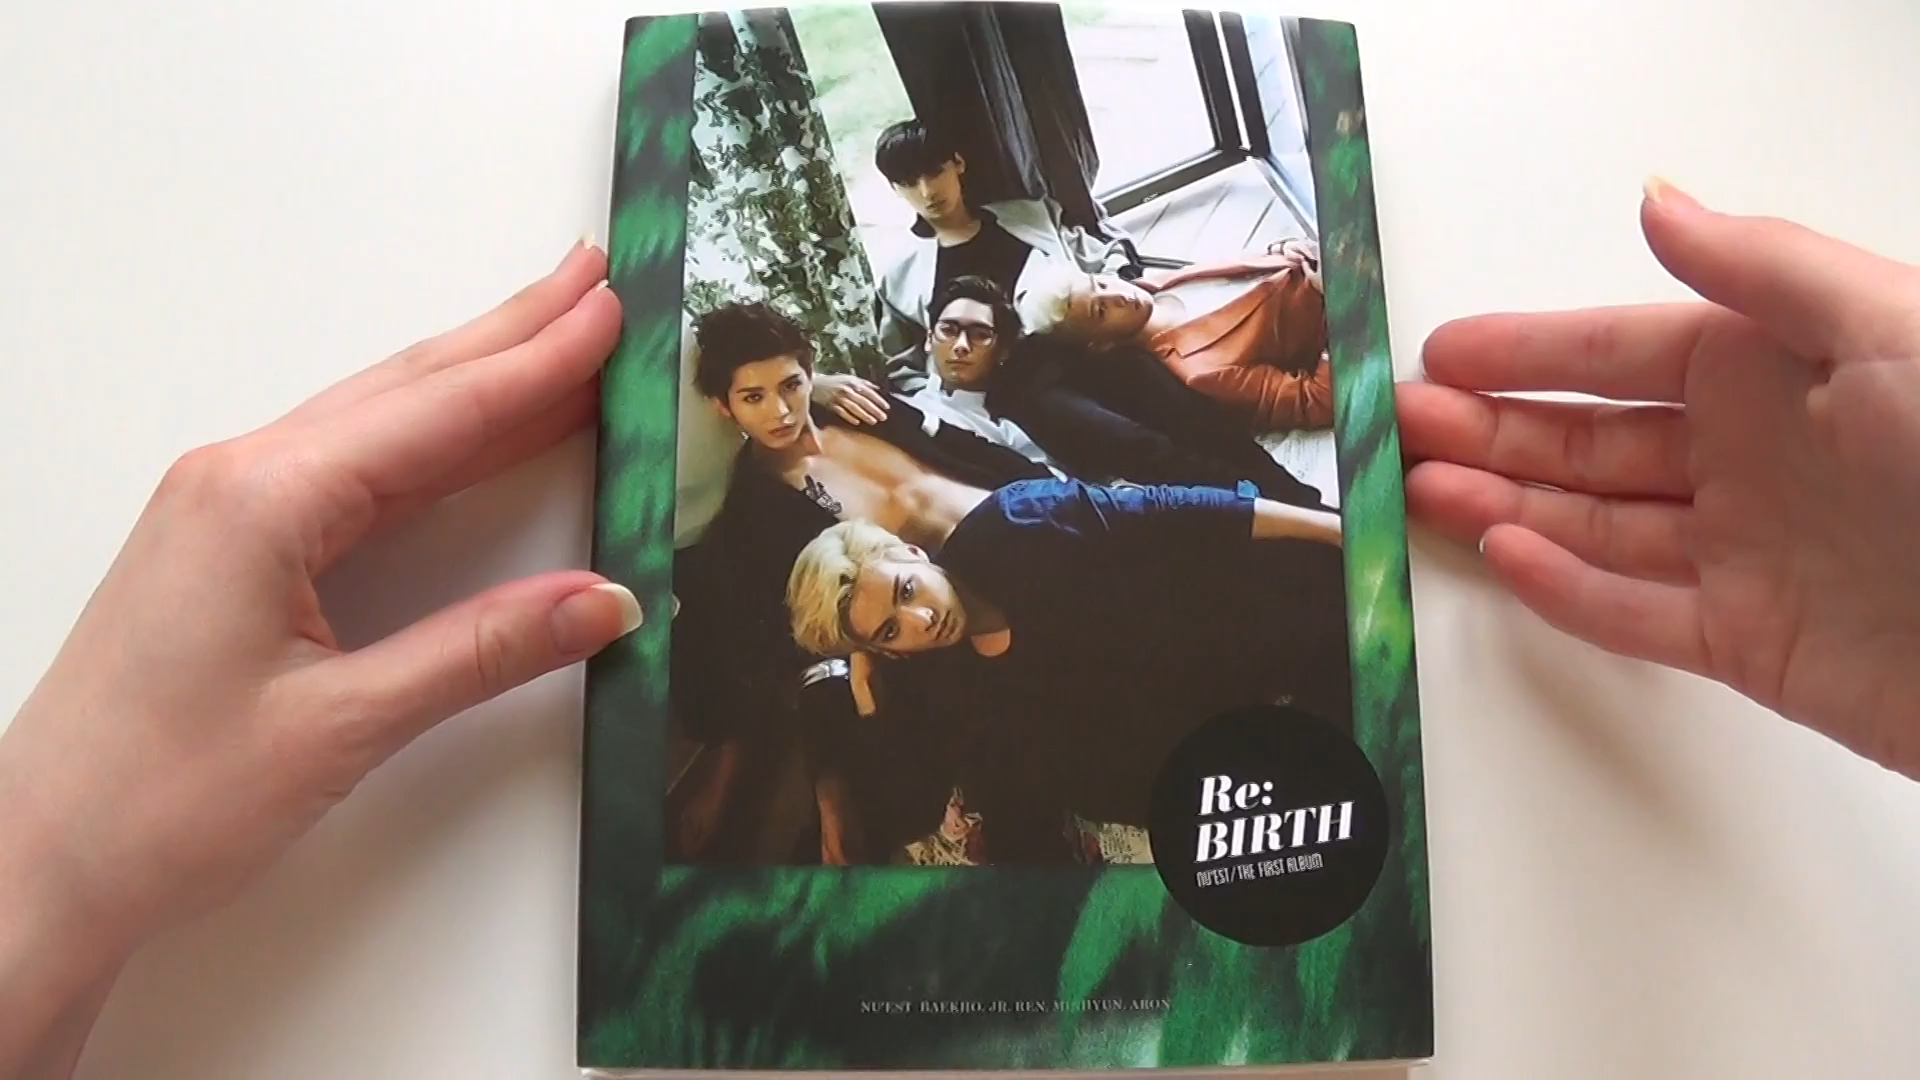 Re:
BIRTH
NU'EST / THE FIRST ALBUM
NU'EST BAEKHO, JR, REN, MINHYUN, ARON